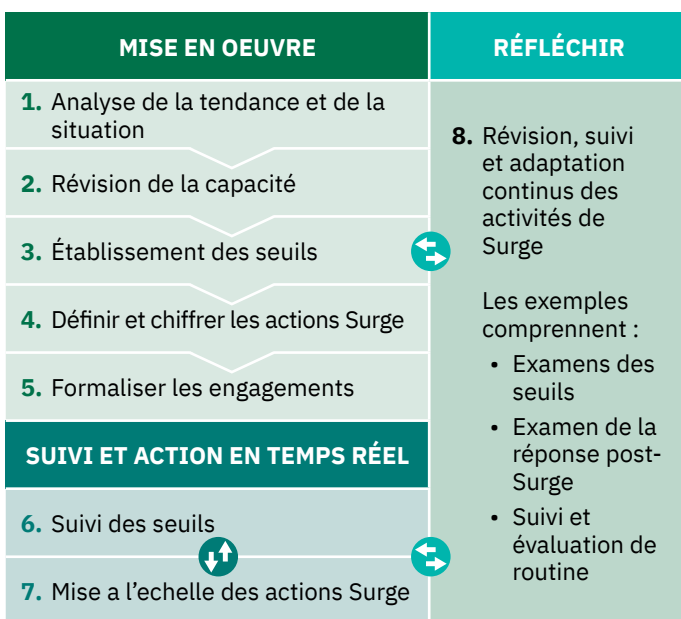 MISE EN OEUVRE
1. Analyse de la tendance et de la
situation
2. Révision de la capacité
3. Établissement des seuils
4. Définir et chiffrer les actions Surge
5. Formaliser les engagements
SUIVI ET ACTION EN TEMPS RÉEL
6. Suivi des seuils
7. Mise a l'echelle des actions Surge
RÉFLÉCHIR
8. Révision, suivi
et adaptation
continus des
activités de
Surge
Les exemples
comprennent :
• Examens des
seuils
• Examen de la
réponse post-
Surge
• Suivi et
évaluation de
routine